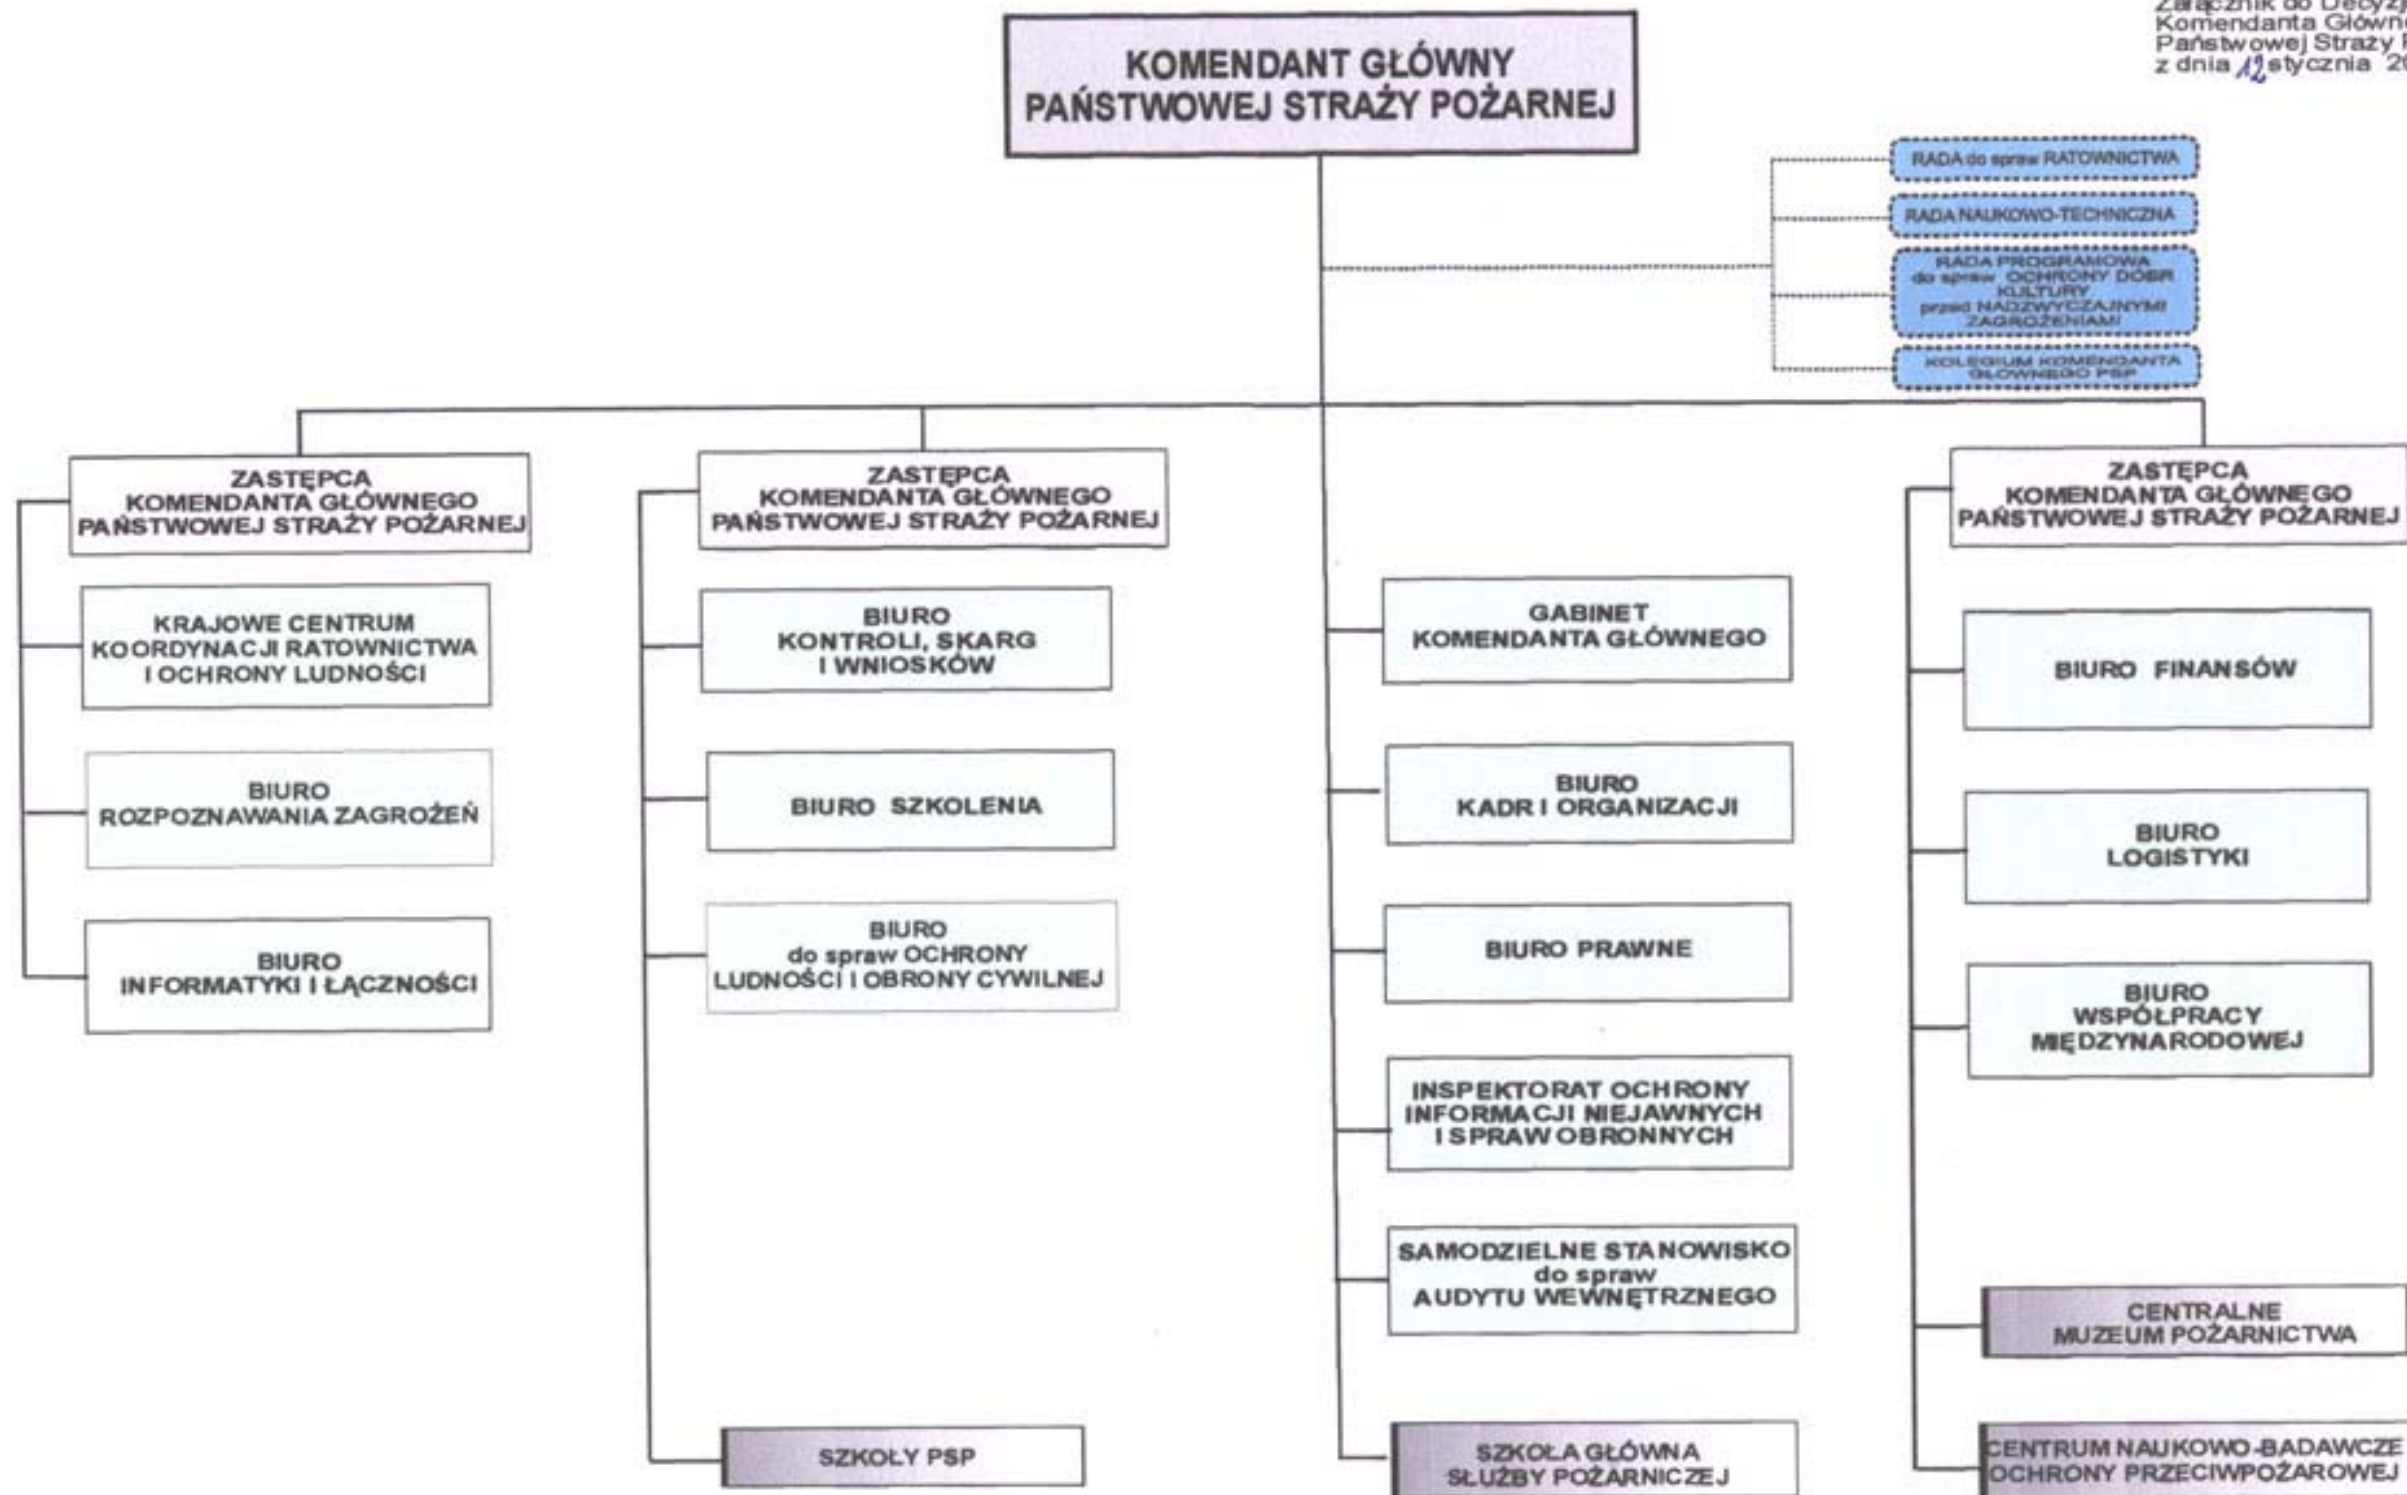 Załącznik do Decyzji
Komendanta Główn
Państwowej Straży
z dnia 12 stycznia
KOMENDANT GŁÓWNY
PAŃSTWOWEJ STRAŻY POŻARNEJ
RADA do spraw RATOWNICTWA
RADA NAUKOWO-TECHNICZNA
RADA PROGRAMOWA
do spraw OCHRONY DÓBR
KULTURY
przed NADZWYCZAJNYMI
ZAGROŻENIAMI
KOLEGIUM KOMENDANTA
GŁÓWNEGO PSP
ZASTĘPCA
KOMENDANTA GŁÓWNEGO
PAŃSTWOWEJ STRAŻY POŻARNEJ
KRAJOWE CENTRUM
KOORDYNACJI RATOWNICTWA
I OCHRONY LUDNOŚCI
BIURO
ROZPOZNAWANIA ZAGROŻEŃ
BIURO
INFORMATYKI I ŁĄCZNOŚCI
ZASTĘPCA
KOMENDANTA GŁÓWNEGO
PAŃSTWOWEJ STRAŻY POŻARNEJ
BIURO
KONTROLI, SKARG
I WNIOSKÓW
BIURO SZKOLENIA
BIURO
do spraw OCHRONY
LUDNOŚCI I OBRONY CYWILNEJ
SZKOŁY PSP
GABINET
KOMENDANTA GŁÓWNEGO
BIURO
KADR I ORGANIZACJI
BIURO PRAWNE
INSPEKTORAT OCHRONY
INFORMACJI NIEJAWNYCH
I SPRAW OBRONNYCH
SAMODZIELNE STANOWISKO
do spraw
AUDYTU WEWNĘTRZNEGO
SZKOŁA GŁÓWNA
SŁUŻBY POŻARNICZEJ
ZASTĘPCA
KOMENDANTA GŁÓWNEGO
PAŃSTWOWEJ STRAŻY POŻARNEJ
BIURO FINANSÓW
BIURO
LOGISTYKI
BIURO
WSPÓŁPRACY
MIĘDZYNARODOWEJ
CENTRALNE
MUZEUM POŻARNICTWA
CENTRUM NAUKOWO-BADAWCZE
OCHRONY PRZECIWPOŻAROWEJ